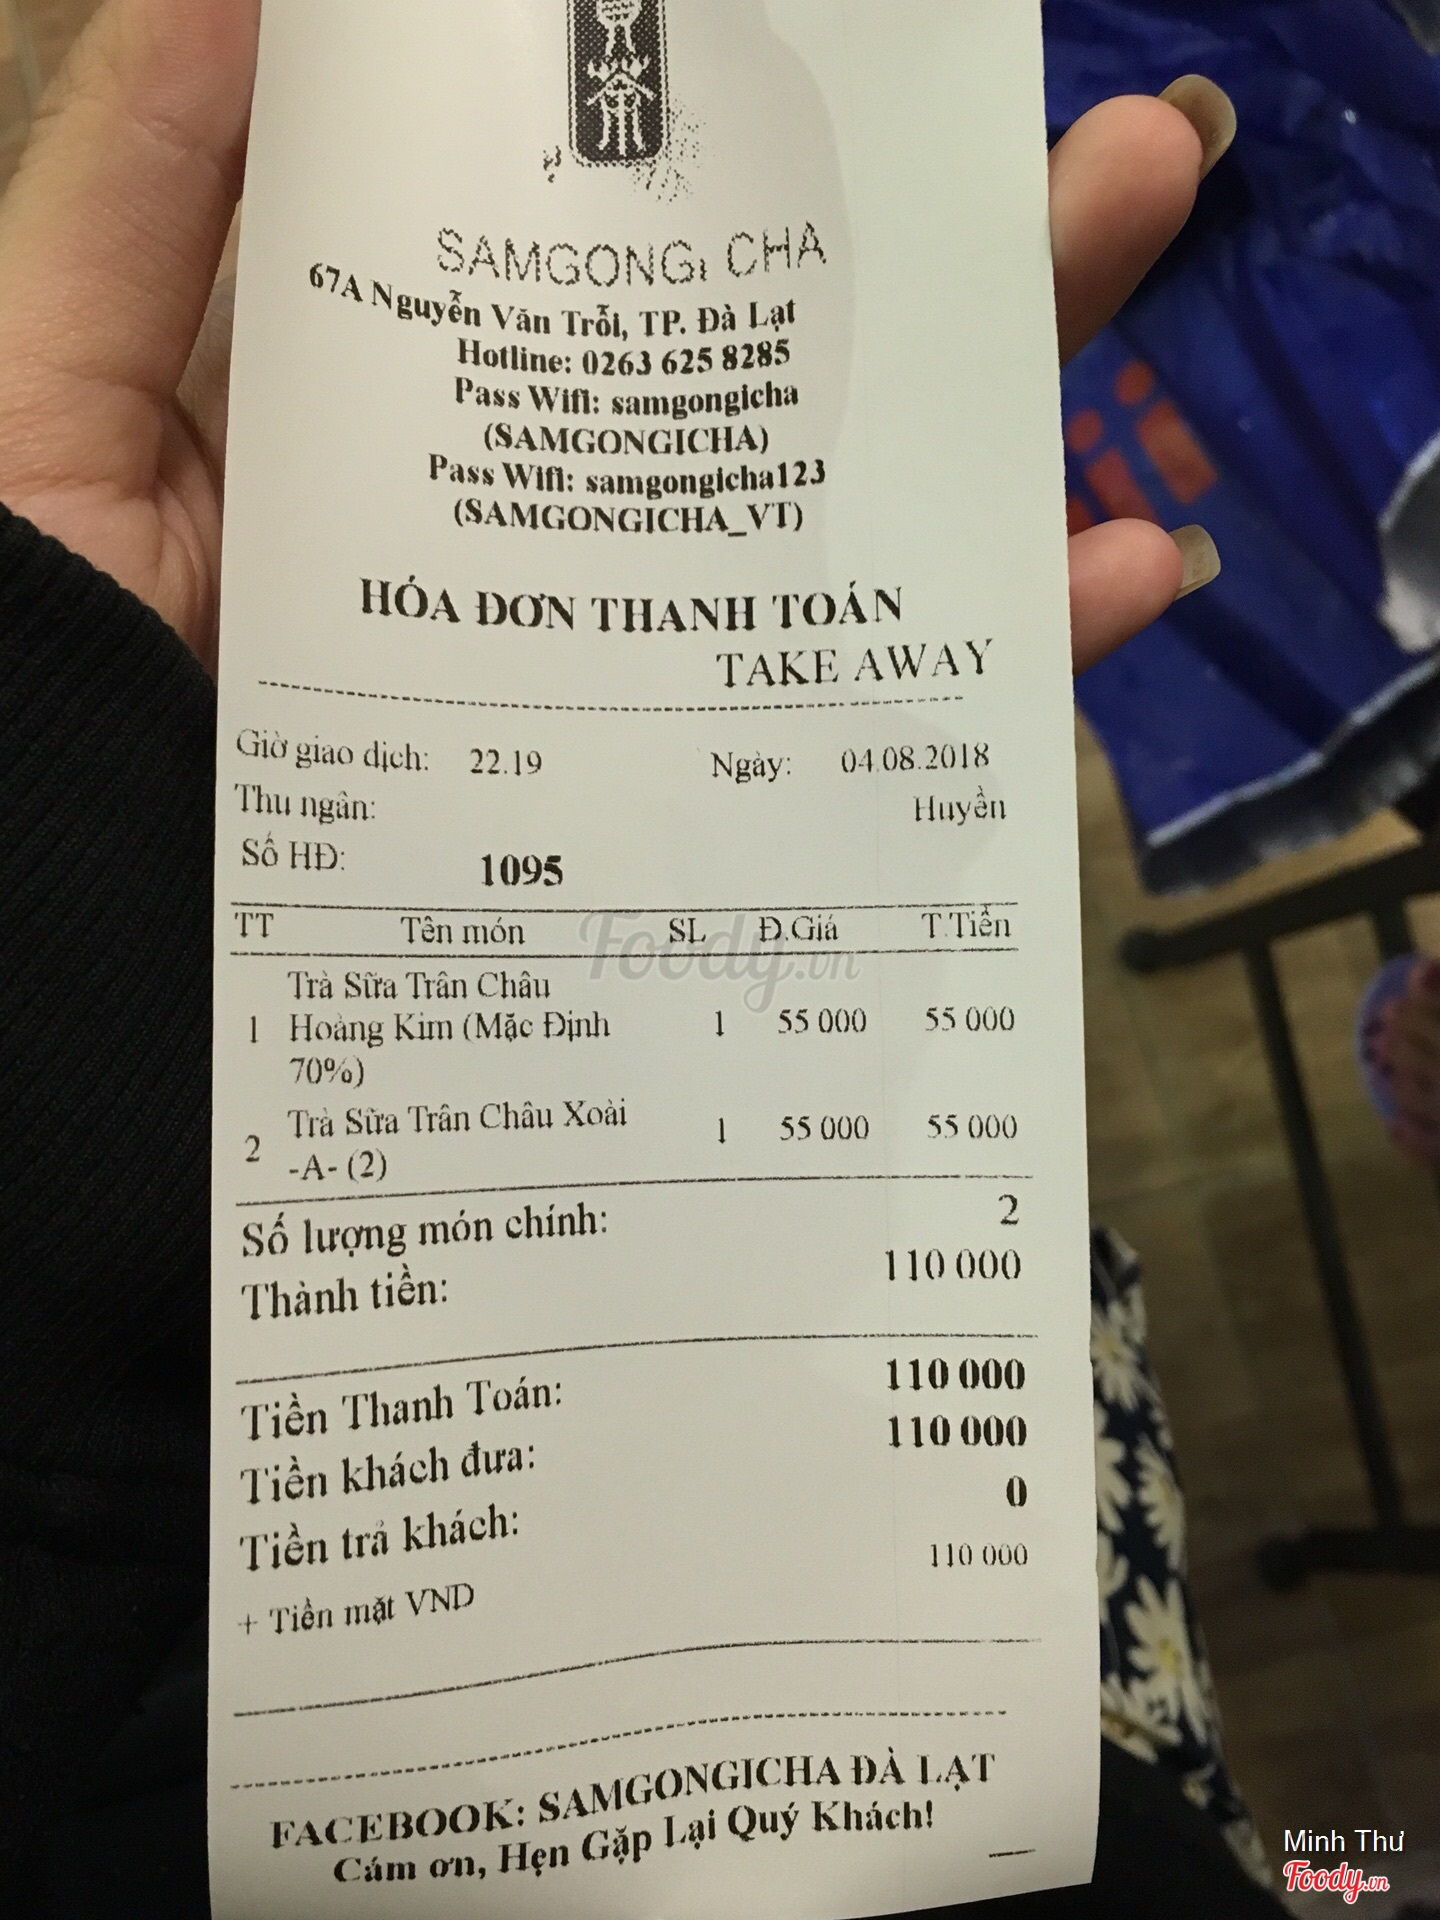 茶
SAMGONGI CHA
67A Nguyễn Văn Trỗi, TP. Đà Lạt
Hotline: 0263 625 8285
Pass Wifi: samgongicha
(SAMGONGICHA)
Pass Wifi: samgongicha123
(SAMGONGICHA_VT)
HÓA ĐƠN THANH TOÁN
TAKE AWAY
Giờ giao dịch: 22.19 Ngày: 04.08.2018
Thu ngân: Huyền
Số HĐ: 1095
TT Tên món SL Đ.Giá T.Tiền
Trà Sữa Trân Châu
1 Hoàng Kim (Mặc Định 1 55 000 55 000
70%)
Trà Sữa Trân Châu Xoài
2 -A- (2) 1 55 000 55 000
Số lượng món chính: 2
Thành tiền: 110 000
Tiền Thanh Toán: 110 000
Tiền khách đưa: 110 000
Tiền trả khách: 0
+ Tiền mặt VND 110 000
FACEBOOK: SAMGONGICHA ĐÀ LẠT
Cám ơn, Hẹn Gặp Lại Quý Khách!
Foody.vn
Minh Thư
Foody.vn